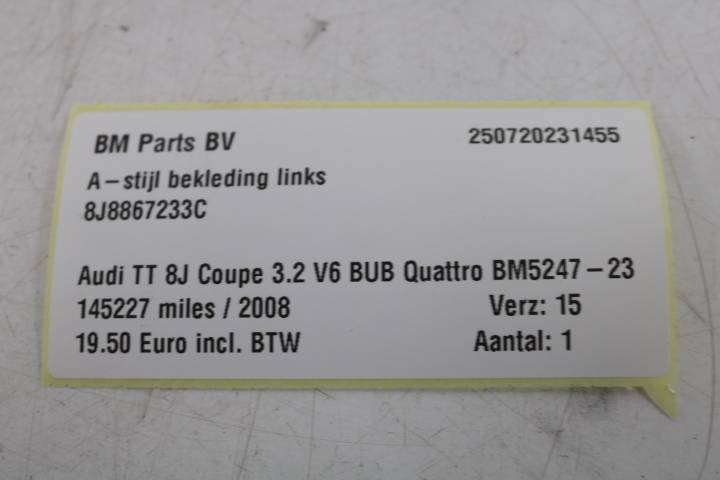 BM Parts BV 250720231455
A-stijl bekleding links
8J8867233C
Audi TT 8J Coupe 3.2 V6 BUB Quattro BM5247-23
145227 miles / 2008 Verz: 15
19.50 Euro incl. BTW Aantal: 1